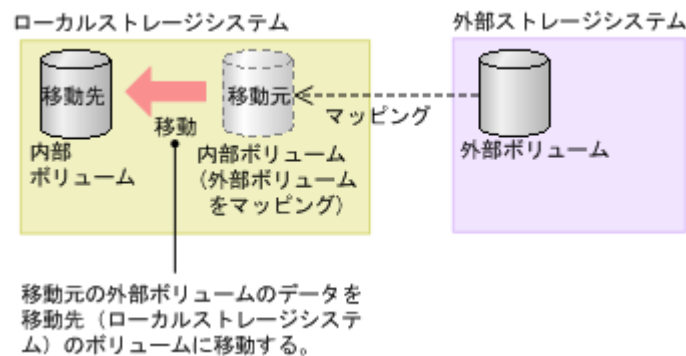 ローカルストレージシステム
外部ストレージシステム
移動先
移動元
移動
マッピング
内部
ボリューム
内部ボリューム
（外部ボリューム
をマッピング）
外部ボリューム
移動元の外部ボリュームのデータを
移動先（ローカルストレージシステ
ム）のボリュームに移動する。